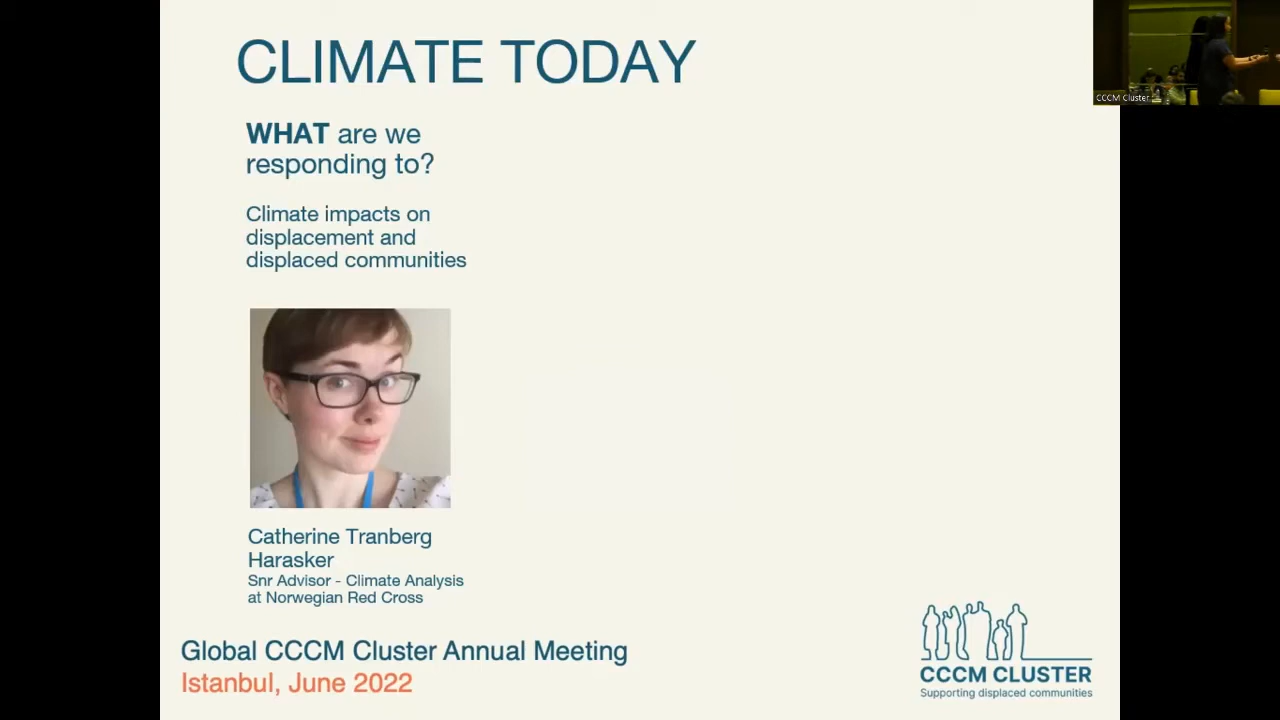 CLIMATE TODAY
WHAT are we
responding to?
Climate impacts on
displacement and
displaced communities
Catherine Tranberg
Harasker
Snr Advisor - Climate Analysis
at Norwegian Red Cross
Global CCCM Cluster Annual Meeting
Istanbul, June 2022
CCCM CLUSTER
Supporting displaced communities
CCCM Cluster